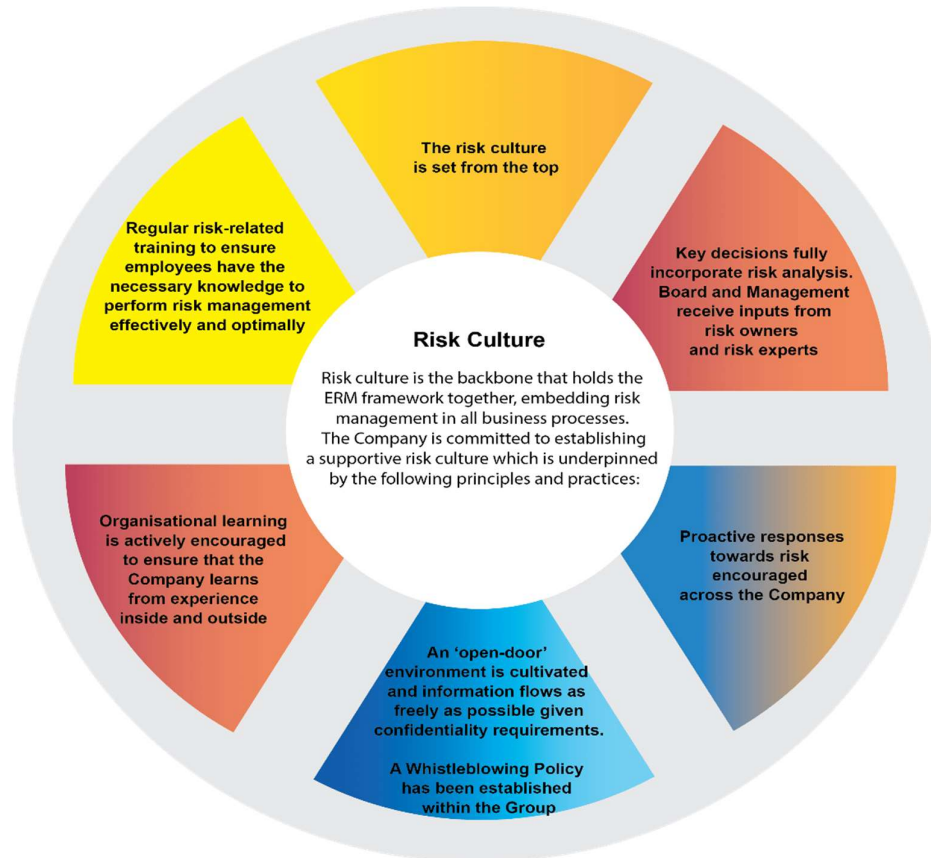 The risk culture
is set from the top
Key decisions fully
incorporate risk analysis.
Board and Management
receive inputs from
risk owners
and risk experts
Proactive responses
towards risk
encouraged
across the Company
An ‘open-door’
environment is cultivated
and information flows as
freely as possible given
confidentiality requirements.
A Whistleblowing Policy
has been established
within the Group
Organisational learning
is actively encouraged
to ensure that the
Company learns
from experience
inside and outside
Regular risk-related
training to ensure
employees have the
necessary knowledge to
perform risk management
effectively and optimally
Risk Culture
Risk culture is the backbone that holds the
ERM framework together, embedding risk
management in all business processes.
The Company is committed to establishing
a supportive risk culture which is underpinned
by the following principles and practices: